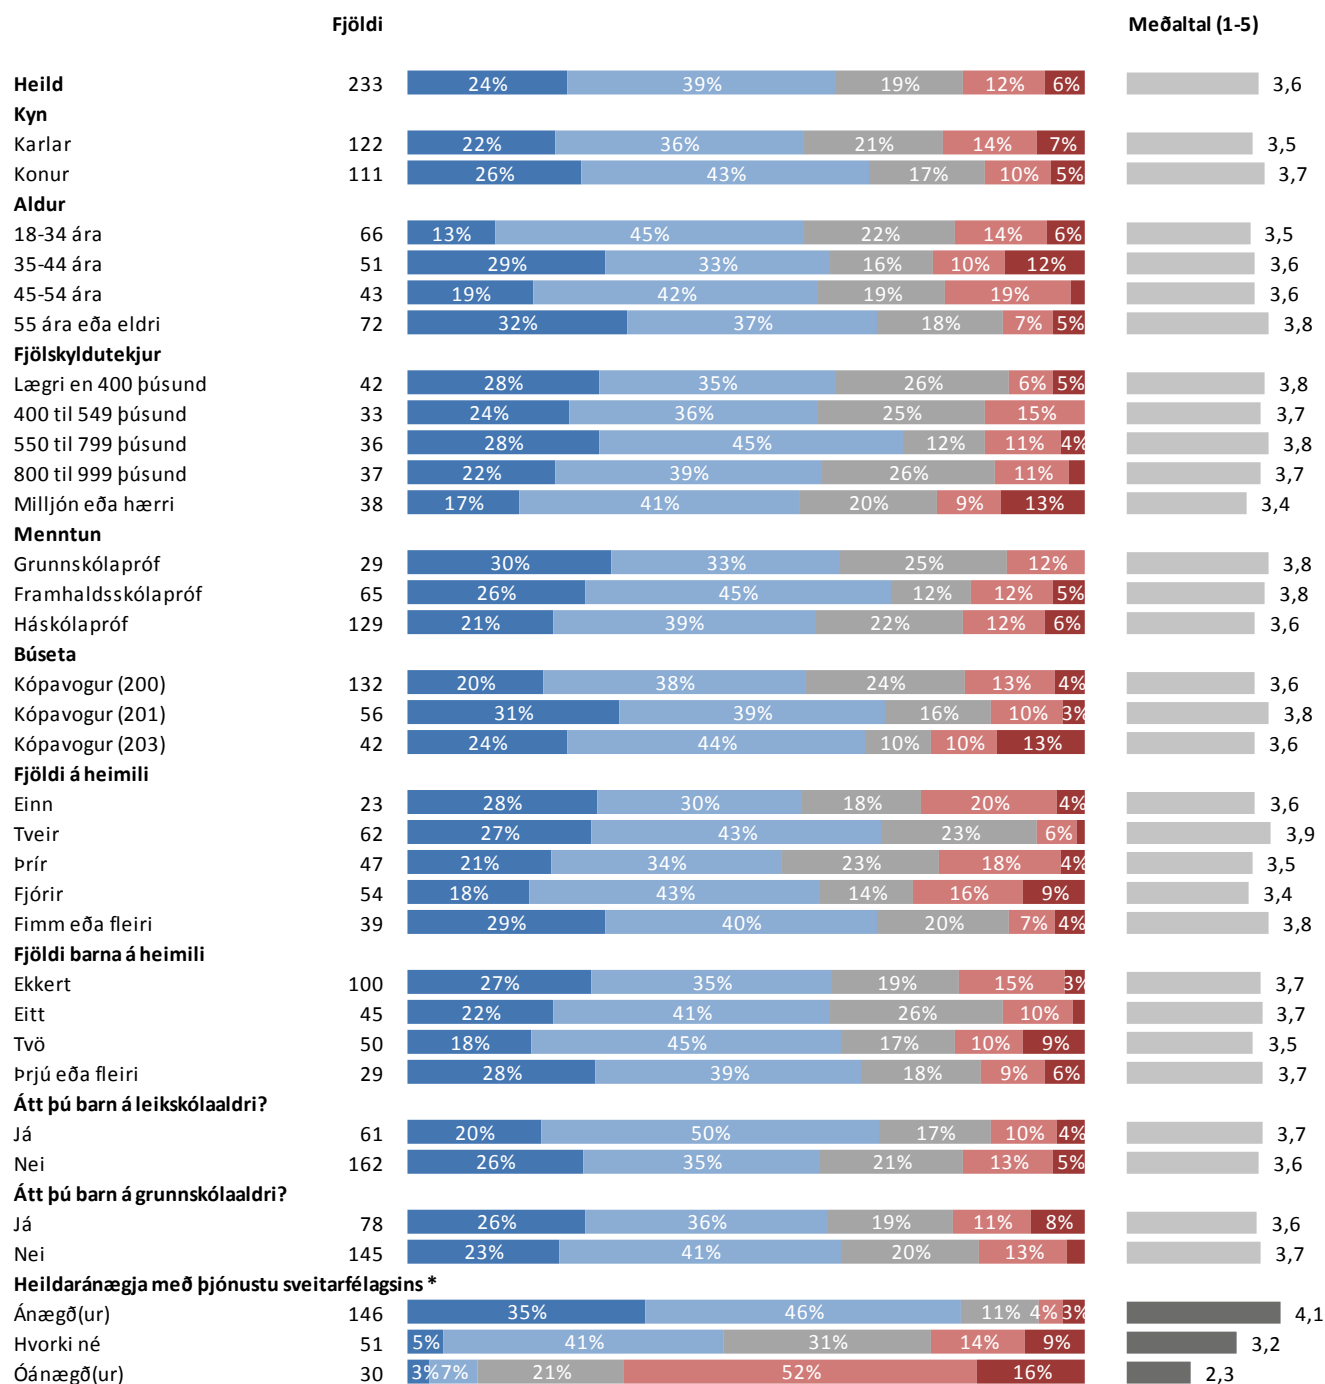 Fjöldi Meðaltal (1-5)
Heild 233 24% 39% 19% 12% 6% 3,6
Kyn
Karlar 122 22% 36% 21% 14% 7% 3,5
Konur 111 26% 43% 17% 10% 5% 3,7
Aldur
18-34 ára 66 13% 45% 22% 14% 6% 3,5
35-44 ára 51 29% 33% 16% 10% 12% 3,6
45-54 ára 43 19% 42% 19% 19% 3,6
55 ára eða eldri 72 32% 37% 18% 7% 5% 3,8
Fjölskyldutekjur
Lægri en 400 þúsund 42 28% 35% 26% 6% 5% 3,8
400 til 549 þúsund 33 24% 36% 25% 15% 3,7
550 til 799 þúsund 36 28% 45% 12% 11% 4% 3,8
800 til 999 þúsund 37 22% 39% 26% 11% 3,7
Milljón eða hærri 38 17% 41% 20% 9% 13% 3,4
Menntun
Grunnskólapróf 29 30% 33% 25% 12% 3,8
Framhaldsskólapróf 65 26% 45% 12% 12% 5% 3,8
Háskólapróf 129 21% 39% 22% 12% 6% 3,6
Búseta
Kópavogur (200) 132 20% 38% 24% 13% 4% 3,6
Kópavogur (201) 56 31% 39% 16% 10% 3% 3,8
Kópavogur (203) 42 24% 44% 10% 10% 13% 3,6
Fjöldi á heimili
Einn 23 28% 30% 18% 20% 4% 3,6
Tveir 62 27% 43% 23% 6% 3,9
Þrír 47 21% 34% 23% 18% 4% 3,5
Fjórir 54 18% 43% 14% 16% 9% 3,4
Fimm eða fleiri 39 29% 40% 20% 7% 4% 3,8
Fjöldi barna á heimili
Ekkert 100 27% 35% 19% 15% 3% 3,7
Eitt 45 22% 41% 26% 10% 3,7
Tvö 50 18% 45% 17% 10% 9% 3,5
Þrjú eða fleiri 29 28% 39% 18% 9% 6% 3,7
Átt þú barn á leikskólaaldri?
Já 61 20% 50% 17% 10% 4% 3,7
Nei 162 26% 35% 21% 13% 5% 3,6
Átt þú barn á grunnskólaaldri?
Já 78 26% 36% 19% 11% 8% 3,6
Nei 145 23% 41% 20% 13% 3,7
Heildaránægja með þjónustu sveitarfélagsins *
Ánægð(ur) 146 35% 46% 11% 4% 3% 4,1
Hvorki né 51 5% 41% 31% 14% 9% 3,2
Óánægð(ur) 30 3% 7% 21% 52% 16% 2,3